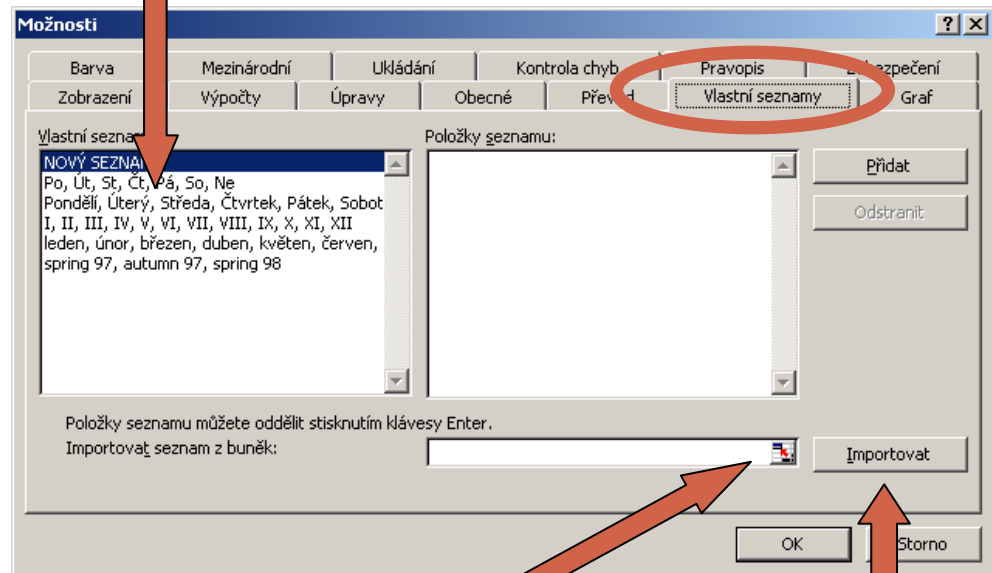 Možnosti
Barva Mezinárodní Ukládání Kontrola chyb Pravopis
Zobrazení Výpočty Úpravy Obecné Vlastní seznamy Graf
Vlastní Položky seznamu:
NOVÝ
Po, Út, St, Čt, Pá, So, Ne
Pondělí, Úterý, Středa, Čtvrtek, Pátek, Sobot
I, II, III, IV, V, VI, VII, VIII, IX, X, XI, XII
leden, únor, březen, duben, květen, červen,
spring 97, autumn 97, spring 98
Přidat
Odstranit
Položky seznamu můžete oddělit stisknutím klávesy Enter.
Importovat seznam z buněk:
Importovat
OK Storno